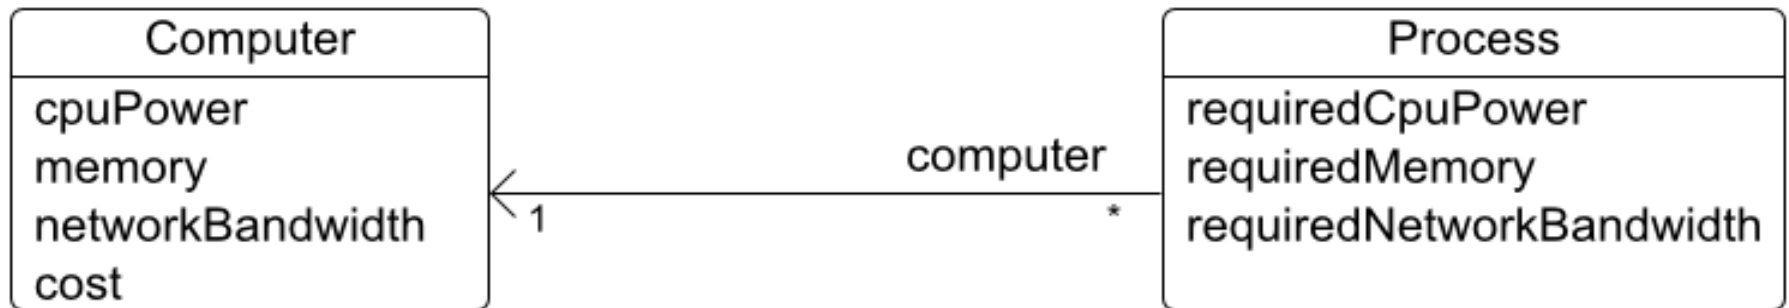 Computer
cpuPower
memory
networkBandwidth
cost
computer
1
*
Process
requiredCpuPower
requiredMemory
requiredNetworkBandwidth